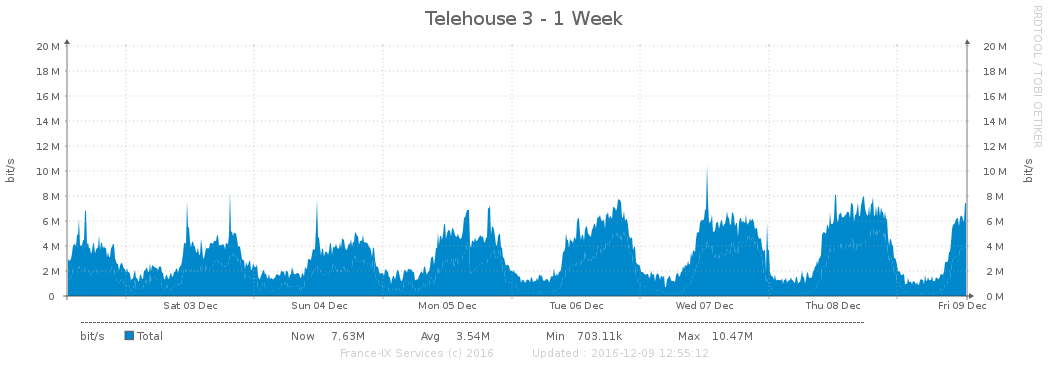 Telehouse 3 - 1 Week
RRDTOOL / TOBI OETIKER
bit/s
20 M 20 M
18 M 18 M
16 M 16 M
14 M 14 M
12 M 12 M
10 M 10 M
8 M 8 M
6 M 6 M
4 M 4 M
2 M 2 M
0 0 M
bit/s
Sat 03 Dec Sun 04 Dec Mon 05 Dec Tue 06 Dec Wed 07 Dec Thu 08 Dec Fri 09 Dec
bit/s Total Now 7.63M Avg 3.54M Min 703.11k Max 10.47M
France-IX Services (c) 2016 Updated : 2016-12-09 12:55:12